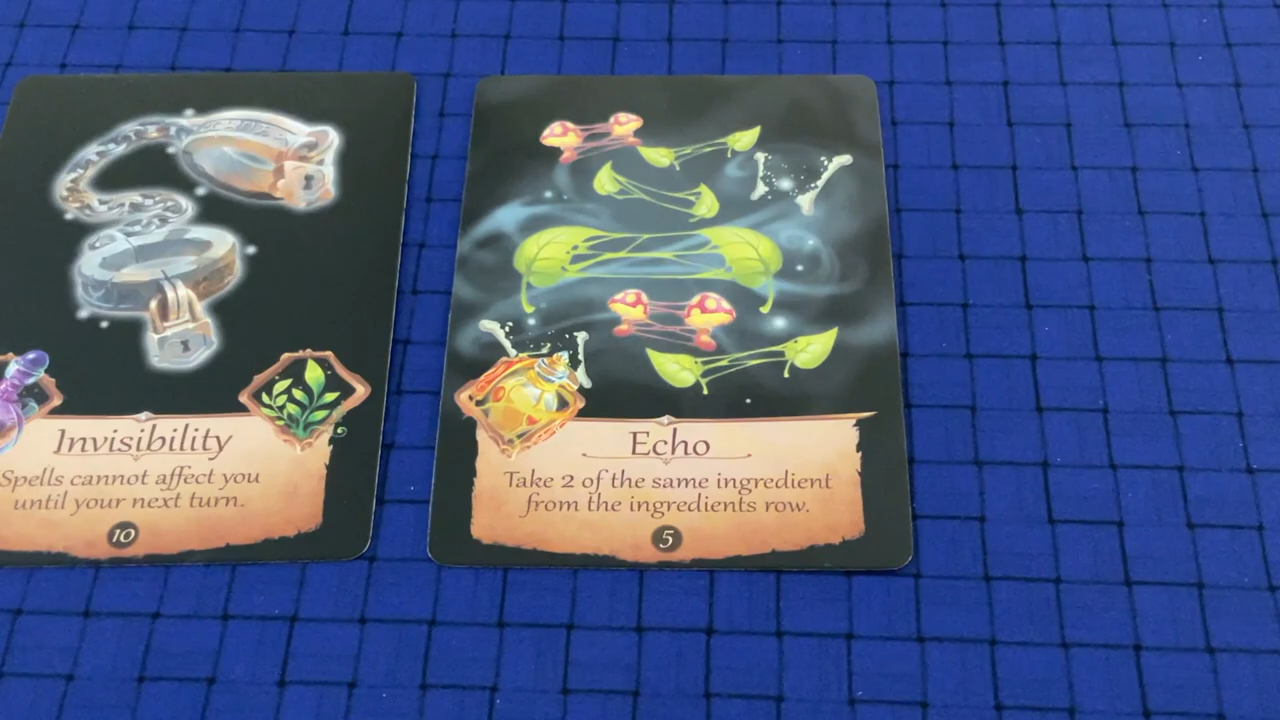 Invisibility
Spells cannot affect you
until your next turn.
10
Echo
Take 2 of the same ingredient
from the ingredients row.
5